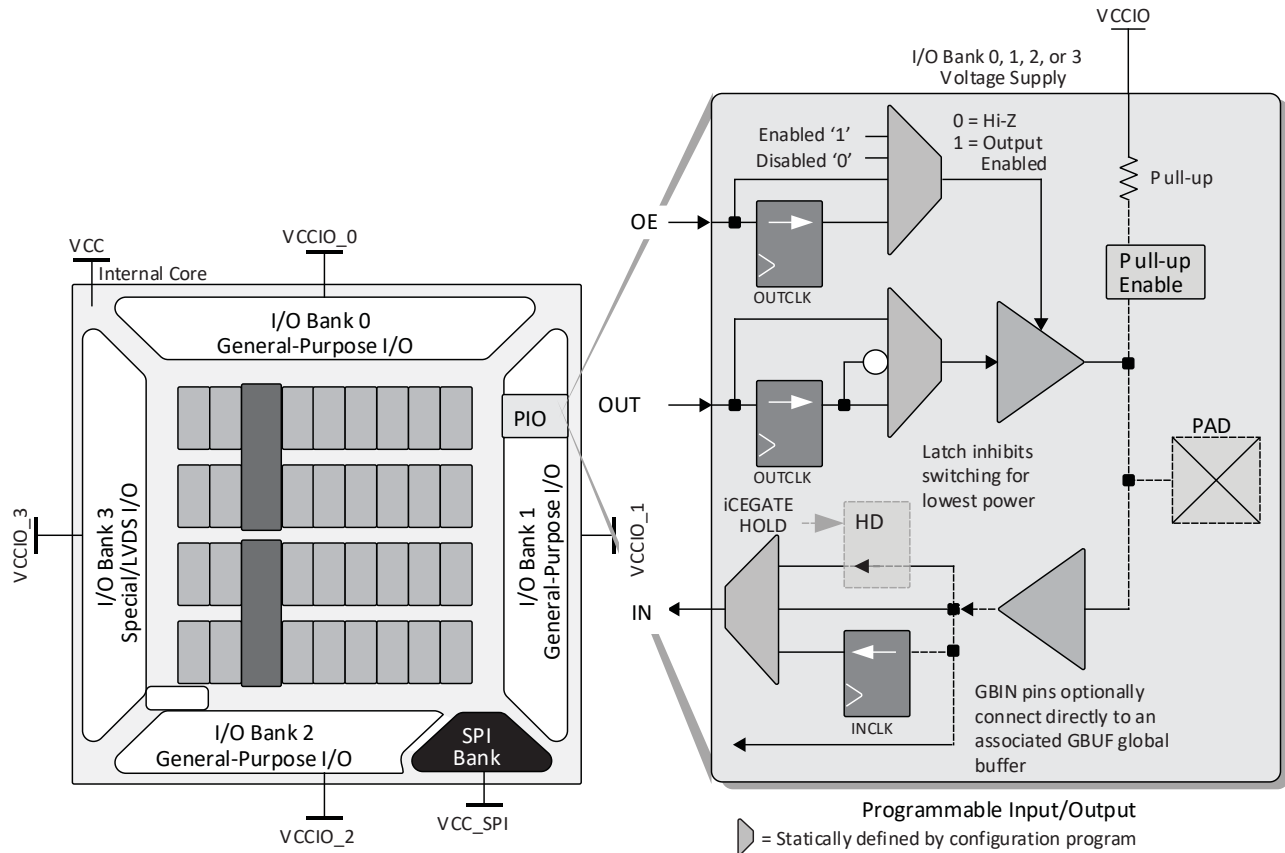 VCCIO
I/O Bank 0, 1, 2, or 3
Voltage Supply
Enabled ‘1’
Disabled ‘0’
0 = Hi-Z
1 = Output
Enabled
Pull-up
OE
OUTCLK
Pull-up
Enable
VCC
Internal Core
VCCIO_0
I/O Bank 0
General-Purpose I/O
PIO
I/O Bank 1
General-Purpose I/O
VCCIO_1
VCCIO_3
I/O Bank 3
Special/LVDS I/O
I/O Bank 2
General-Purpose I/O
SPI
Bank
VCCIO_2
VCC_SPI
OUT
OUTCLK
Latch inhibits
switching for
lowest power
PAD
iCEGATE
HOLD
HD
IN
INCLK
GBIN pins optionally
connect directly to an
associated GBUF global
buffer
Programmable Input/Output
= Statically defined by configuration program